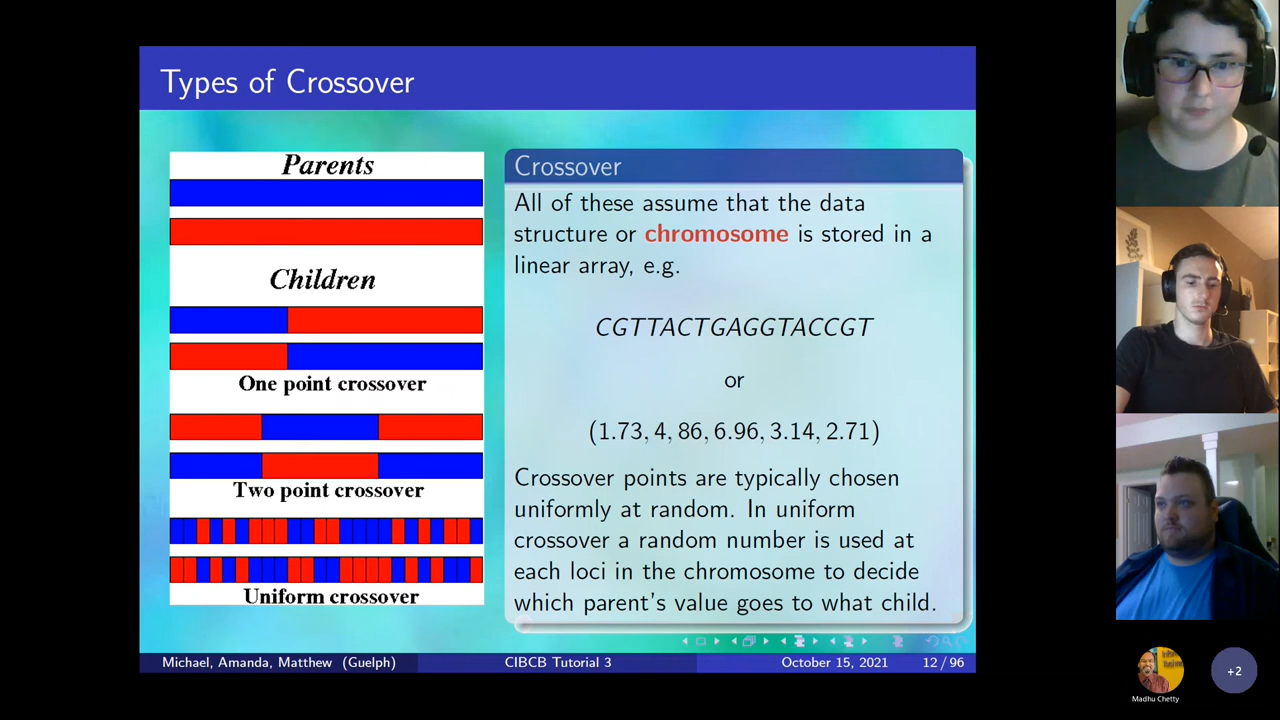 Types of Crossover
Parents
Children
One point crossover
Two point crossover
Uniform crossover
Crossover
All of these assume that the data
structure or chromosome is stored in a
linear array, e.g.
CGTTACTGAGGTACCGT
or
(1.73, 4, 86, 6.96, 3.14, 2.71)
Crossover points are typically chosen
uniformly at random. In uniform
crossover a random number is used at
each loci in the chromosome to decide
which parent's value goes to what child.
Michael, Amanda, Matthew (Guelph)
CIBCB Tutorial 3
October 15, 2021
12 / 96
Madhu Chetty
+2